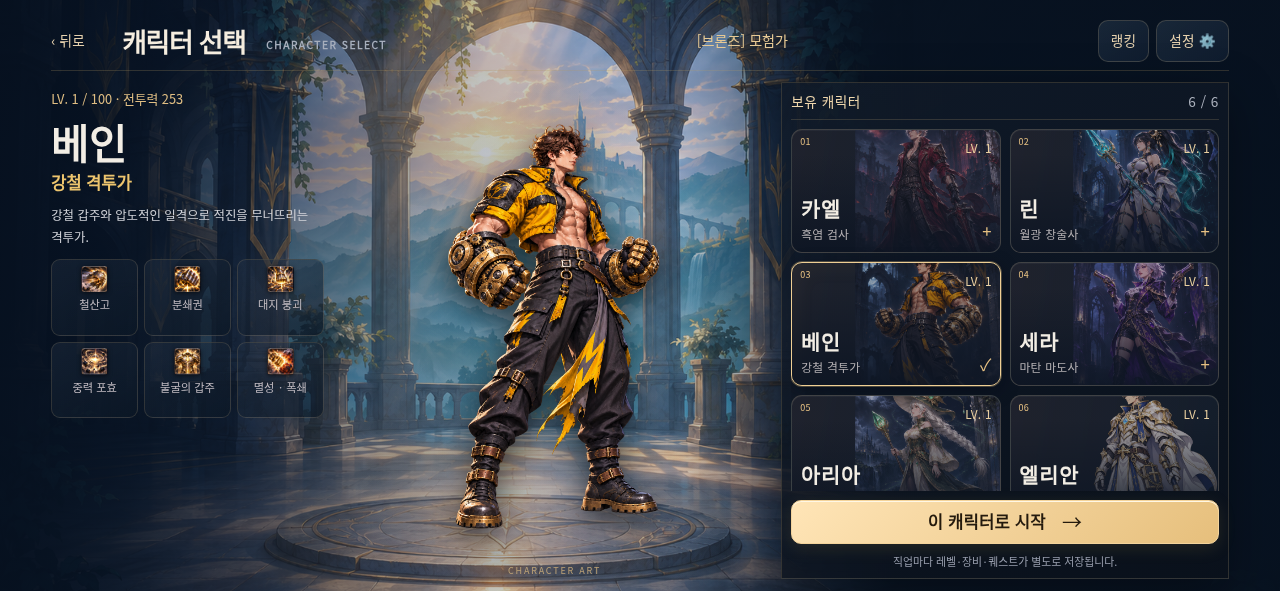 ‹ 뒤로
캐릭터 선택
CHARACTER SELECT
[브론즈] 모험가
랭킹
설정 ⚙️
LV. 1 / 100 · 전투력 253
베인
강철 격투가
강철 갑주와 압도적인 일격으로 적진을 무너뜨리는
격투가.
철산고
분쇄권
대지 붕괴
중력 포효
불굴의 갑주
멸성 · 폭쇄
CHARACTER ART
보유 캐릭터
6 / 6
01
LV. 1
카엘
흑염 검사
+
02
LV. 1
린
월광 창술사
+
03
LV. 1
베인
강철 격투가
✓
04
LV. 1
세라
마탄 마도사
+
05
LV. 1
아리아
06
LV. 1
엘리안
이 캐릭터로 시작 →
직업마다 레벨·장비·퀘스트가 별도로 저장됩니다.